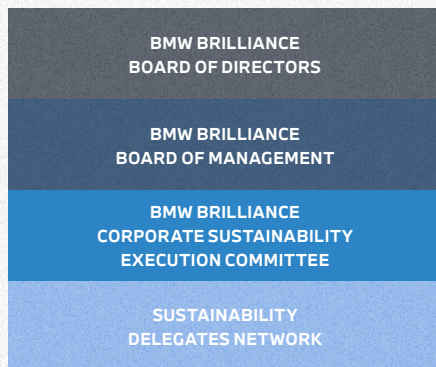 BMW BRILLIANCE
BOARD OF DIRECTORS
BMW BRILLIANCE
BOARD OF MANAGEMENT
BMW BRILLIANCE
CORPORATE SUSTAINABILITY
EXECUTION COMMITTEE
SUSTAINABILITY
DELEGATES NETWORK